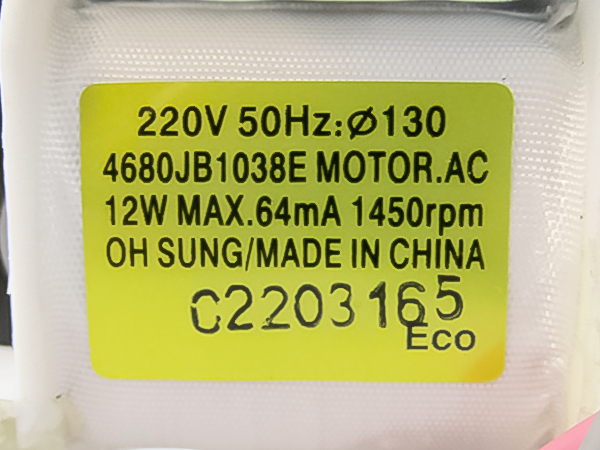 220V 50Hz:Ø130
4680JB1038E MOTOR.AC
12W MAX.64mA 1450rpm
OH SUNG/MADE IN CHINA
C2203165
Eco